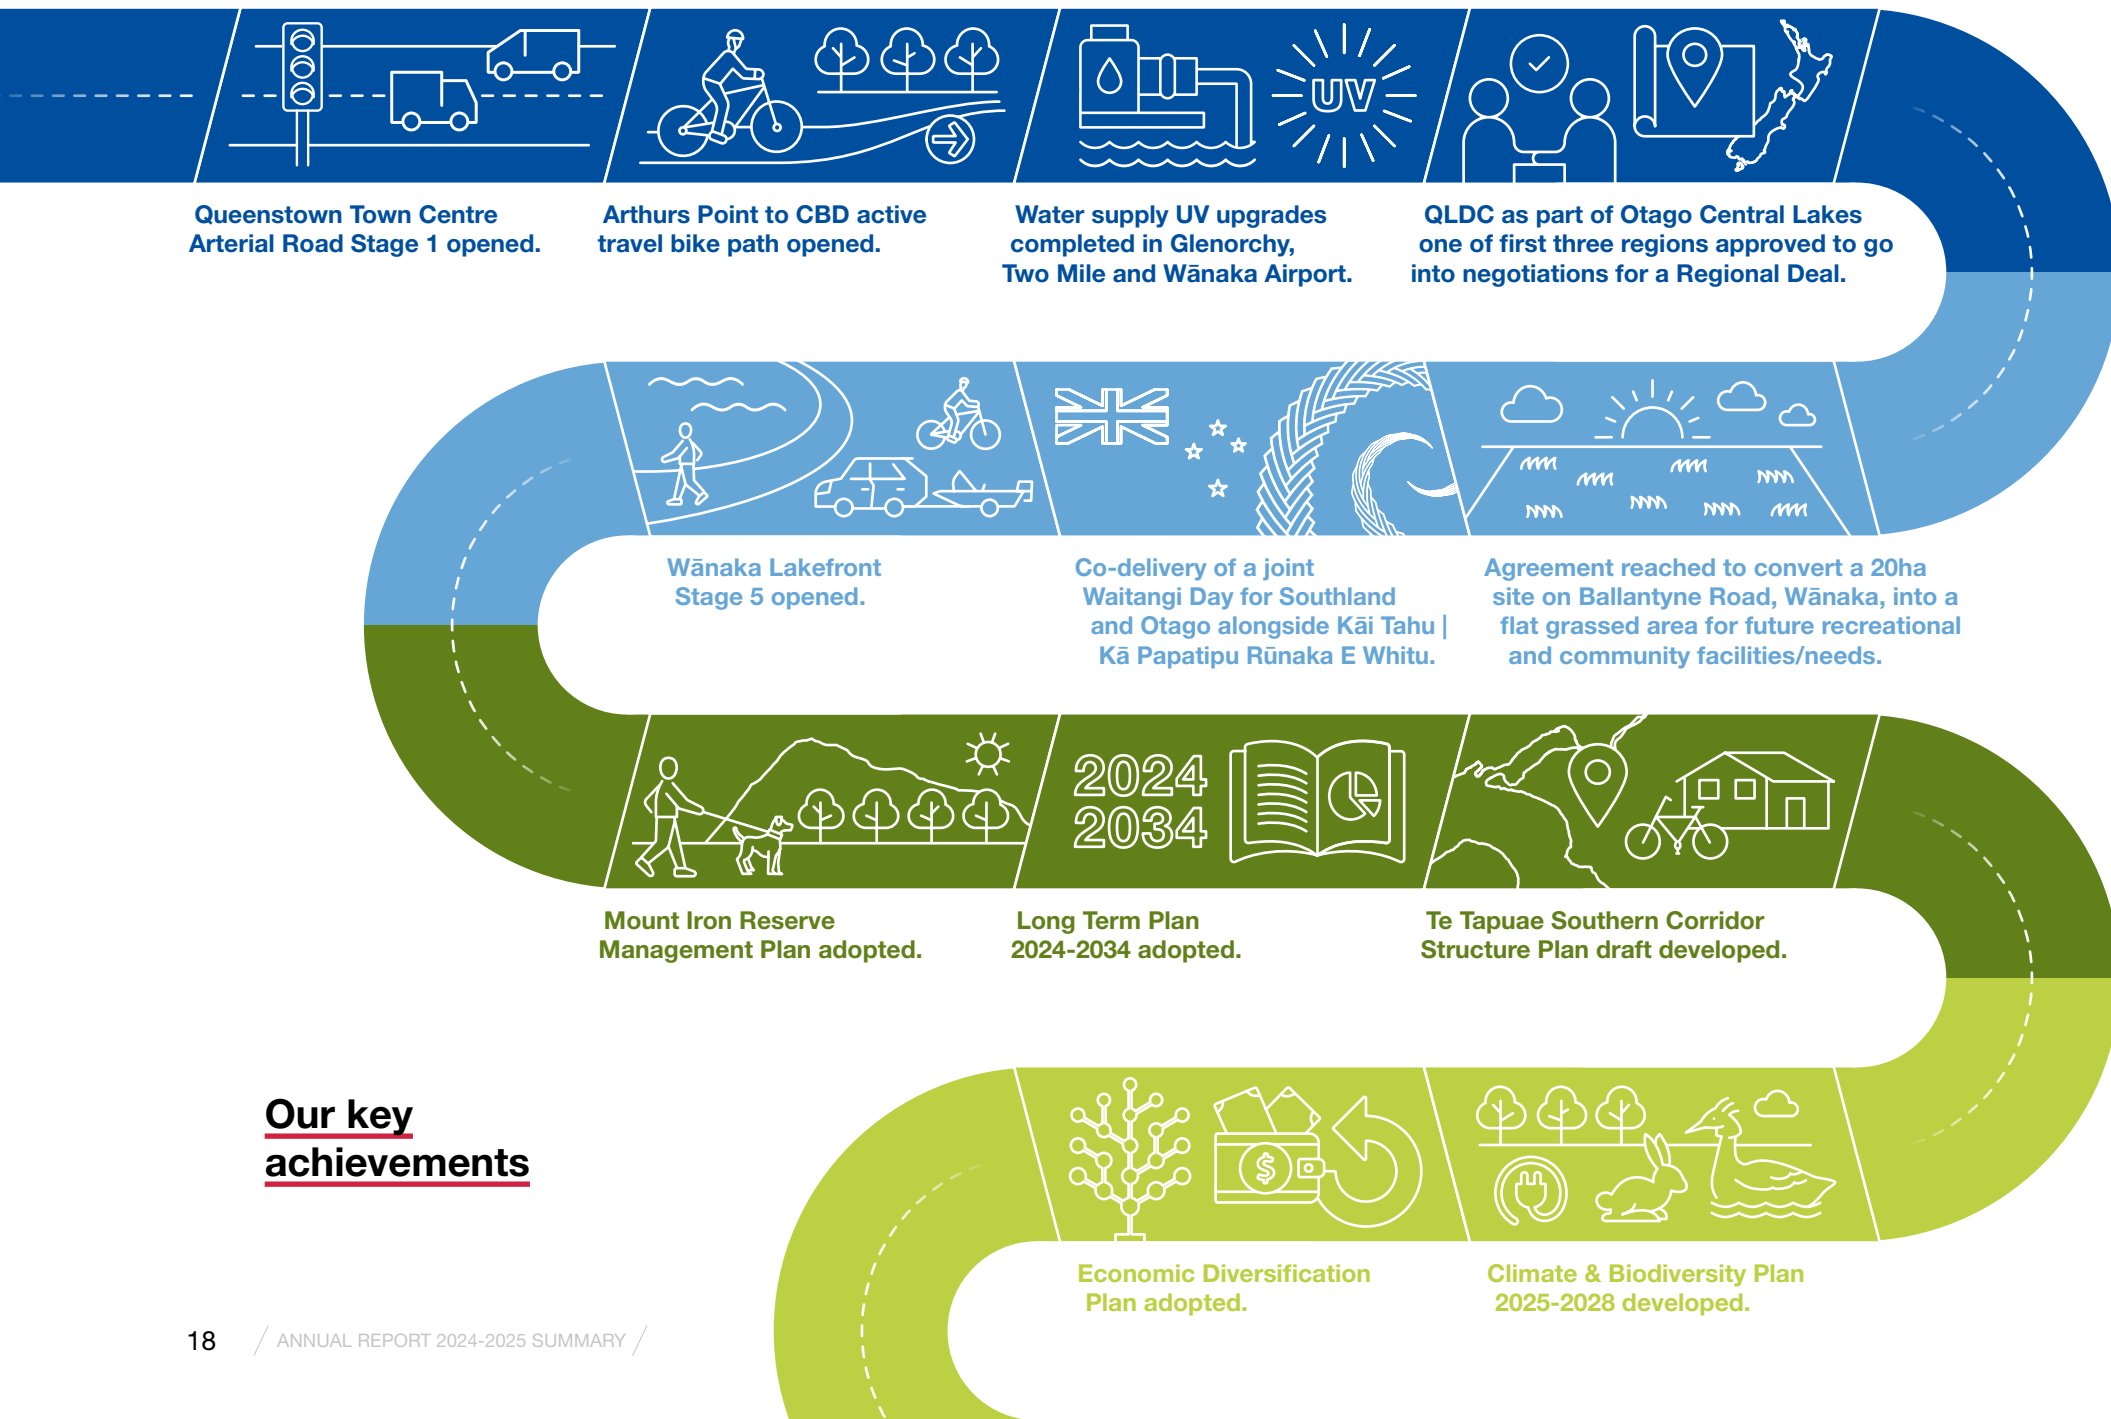 UV
Queenstown Town Centre
Arterial Road Stage 1 opened.
Arthurs Point to CBD active
travel bike path opened.
Water supply UV upgrades
completed in Glenorchy,
Two Mile and Wānaka Airport.
QLDC as part of Otago Central Lakes
one of first three regions approved to go
into negotiations for a Regional Deal.
Wānaka Lakefront
Stage 5 opened.
Co-delivery of a joint
Waitangi Day for Southland
and Otago alongside Kāi Tahu |
Kā Papatipu Rūnaka E Whitu.
Agreement reached to convert a 20ha
site on Ballantyne Road, Wānaka, into a
flat grassed area for future recreational
and community facilities/needs.
2024
2034
Mount Iron Reserve
Management Plan adopted.
Long Term Plan
2024-2034 adopted.
Te Tapuae Southern Corridor
Structure Plan draft developed.
Our key
achievements
$
Economic Diversification
Plan adopted.
Climate & Biodiversity Plan
2025-2028 developed.
18
ANNUAL REPORT 2024-2025 SUMMARY